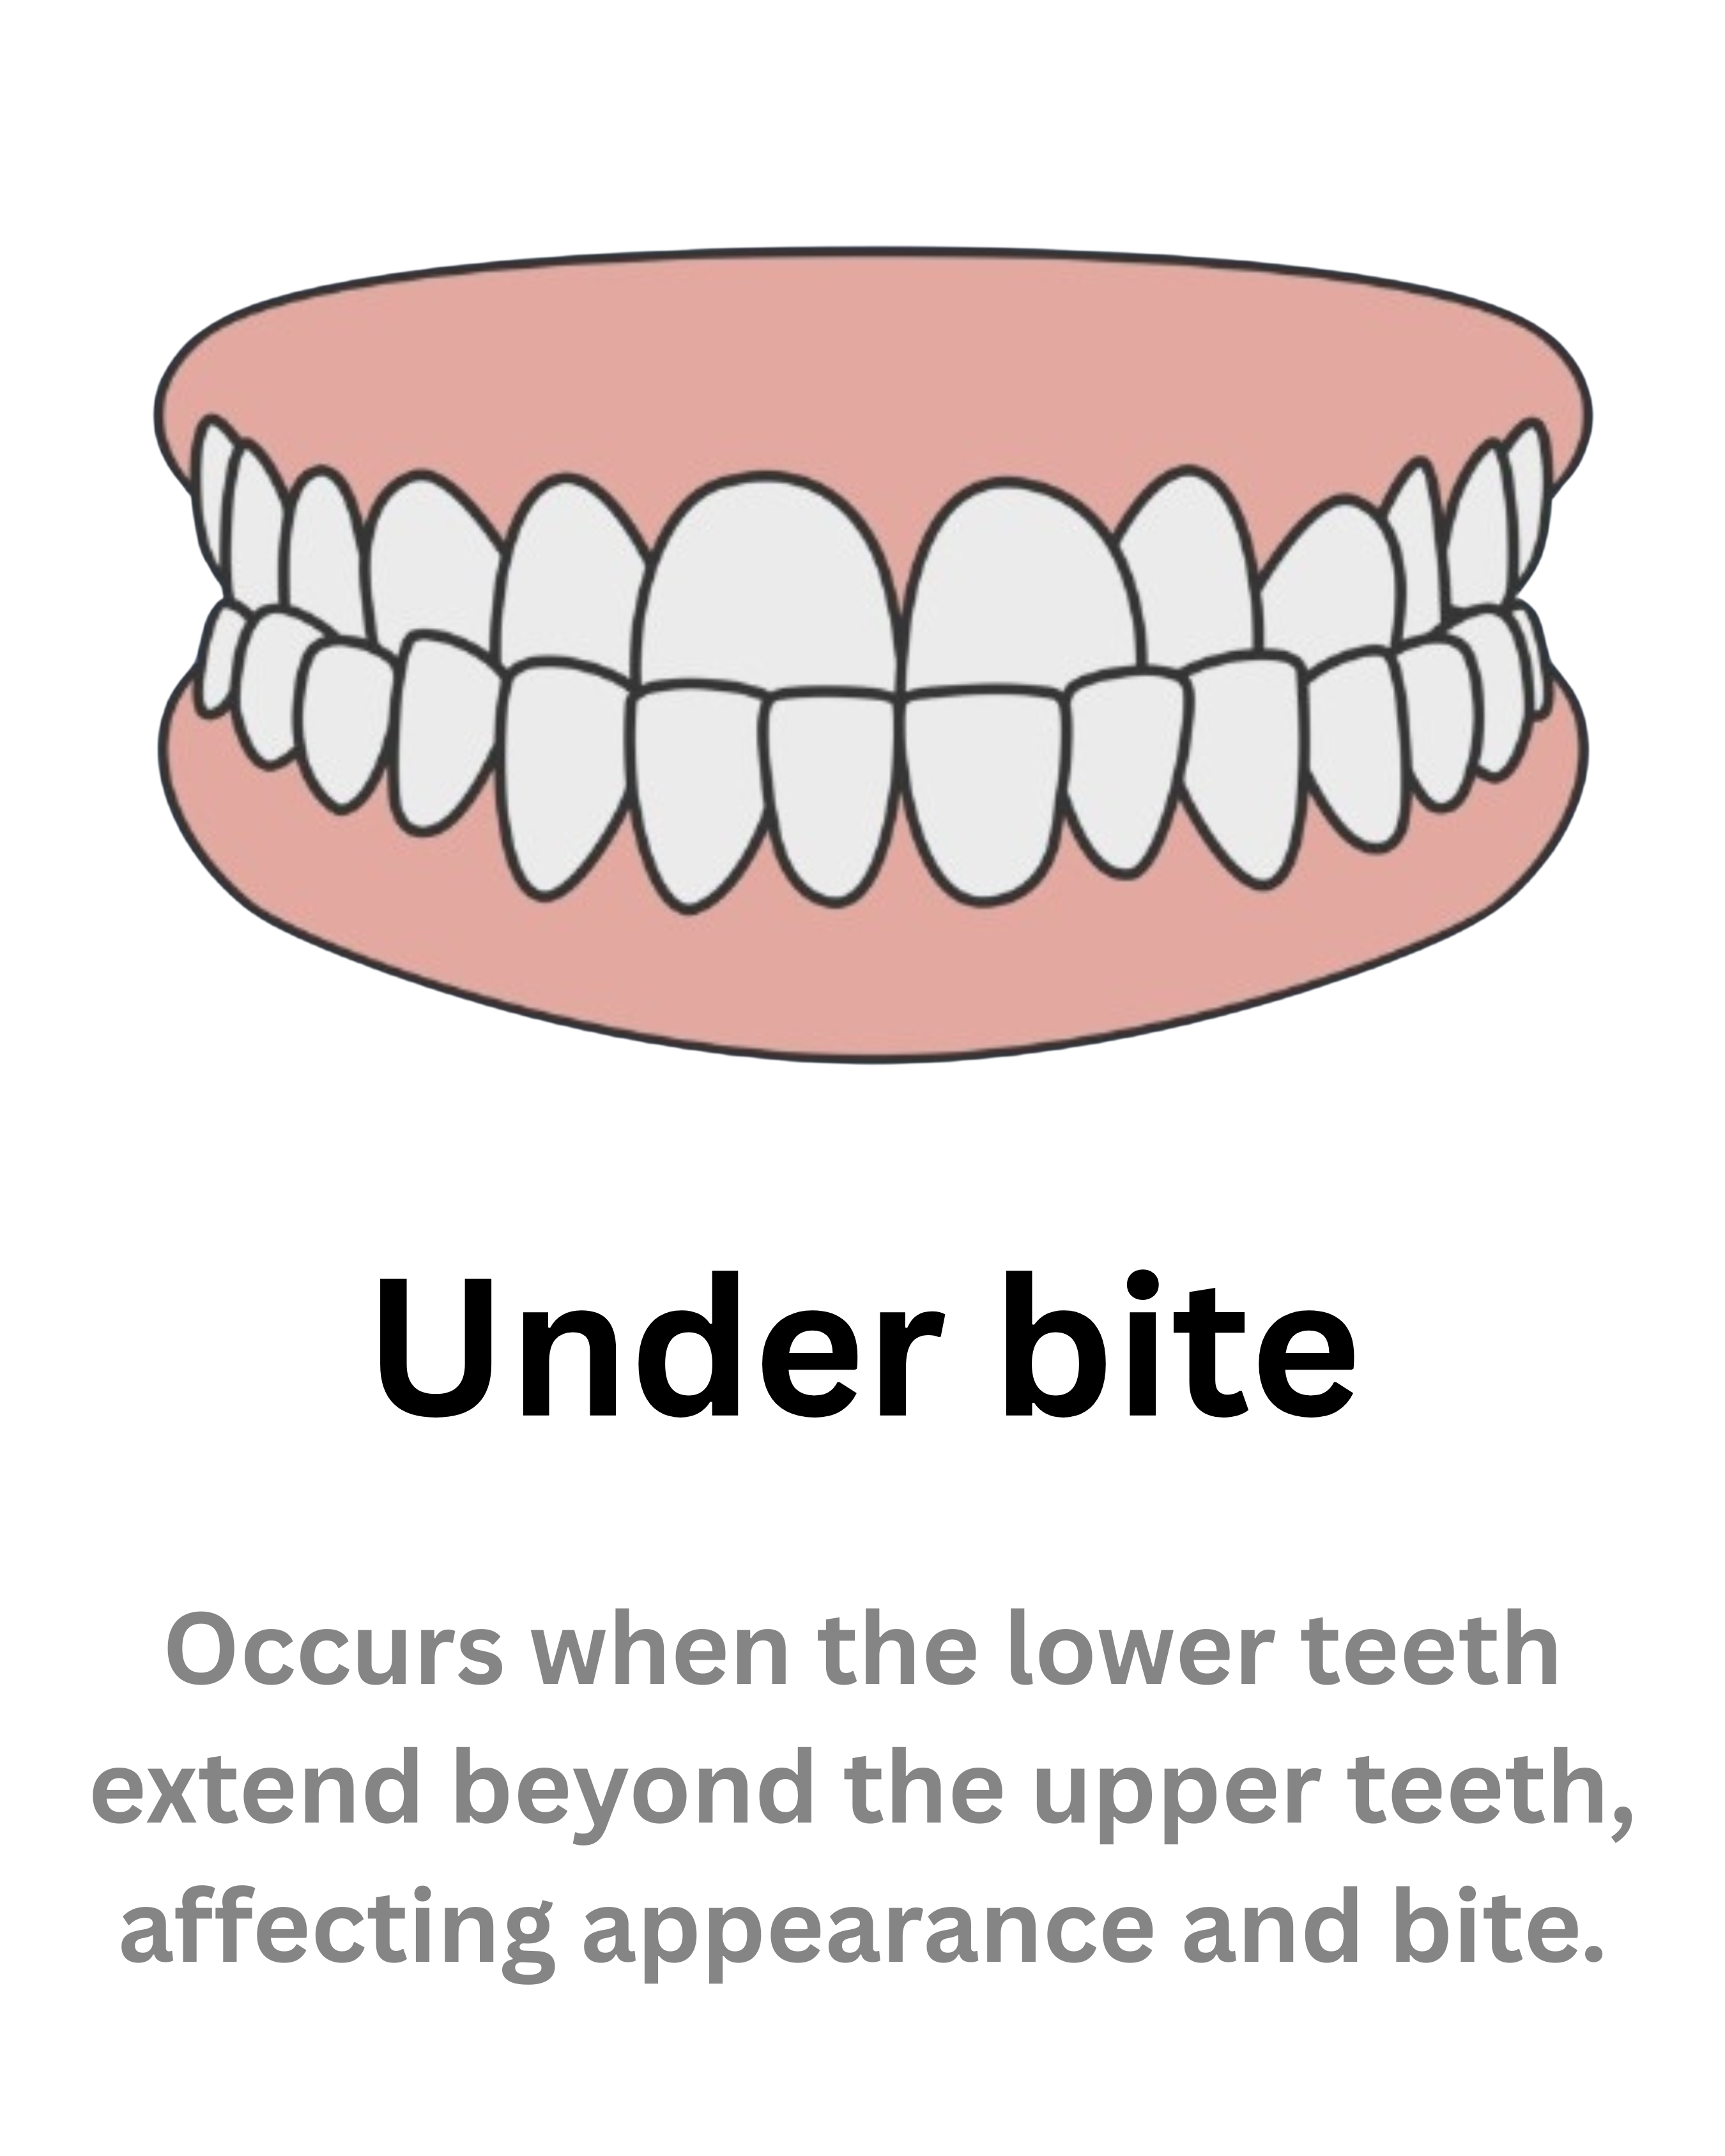 Under bite
Occurs when the lower teeth
extend beyond the upper teeth,
affecting appearance and bite.